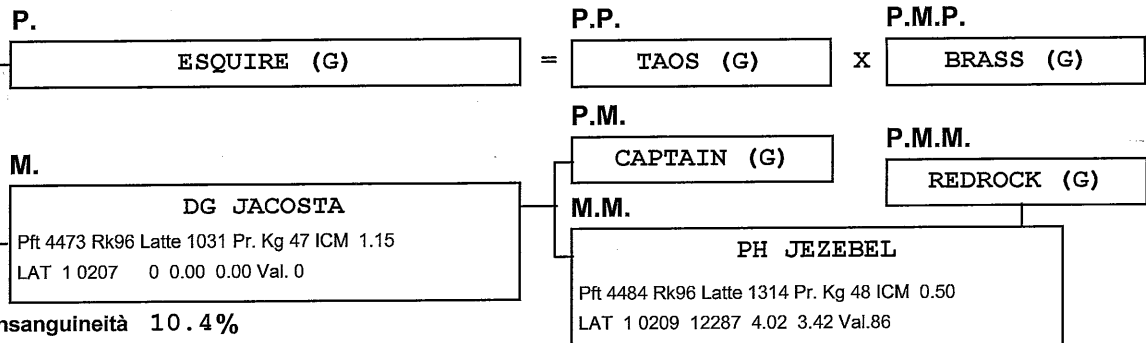 P. P.P. P.M.P.
ESQUIRE (G) = TAOS (G) X BRASS (G)
P.M.
CAPTAIN (G)
P.M.M.
REDROCK (G)
M.
DG JACOSTA
Pft 4473 Rk96 Latte 1031 Pr. Kg 47 ICM 1.15
LAT 1 0207 0 0.00 0.00 Val. 0
M.M.
PH JEZEBEL
Pft 4484 Rk96 Latte 1314 Pr. Kg 48 ICM 0.50
LAT 1 0209 12287 4.02 3.42 Val.86
nsanguineità 10.4%